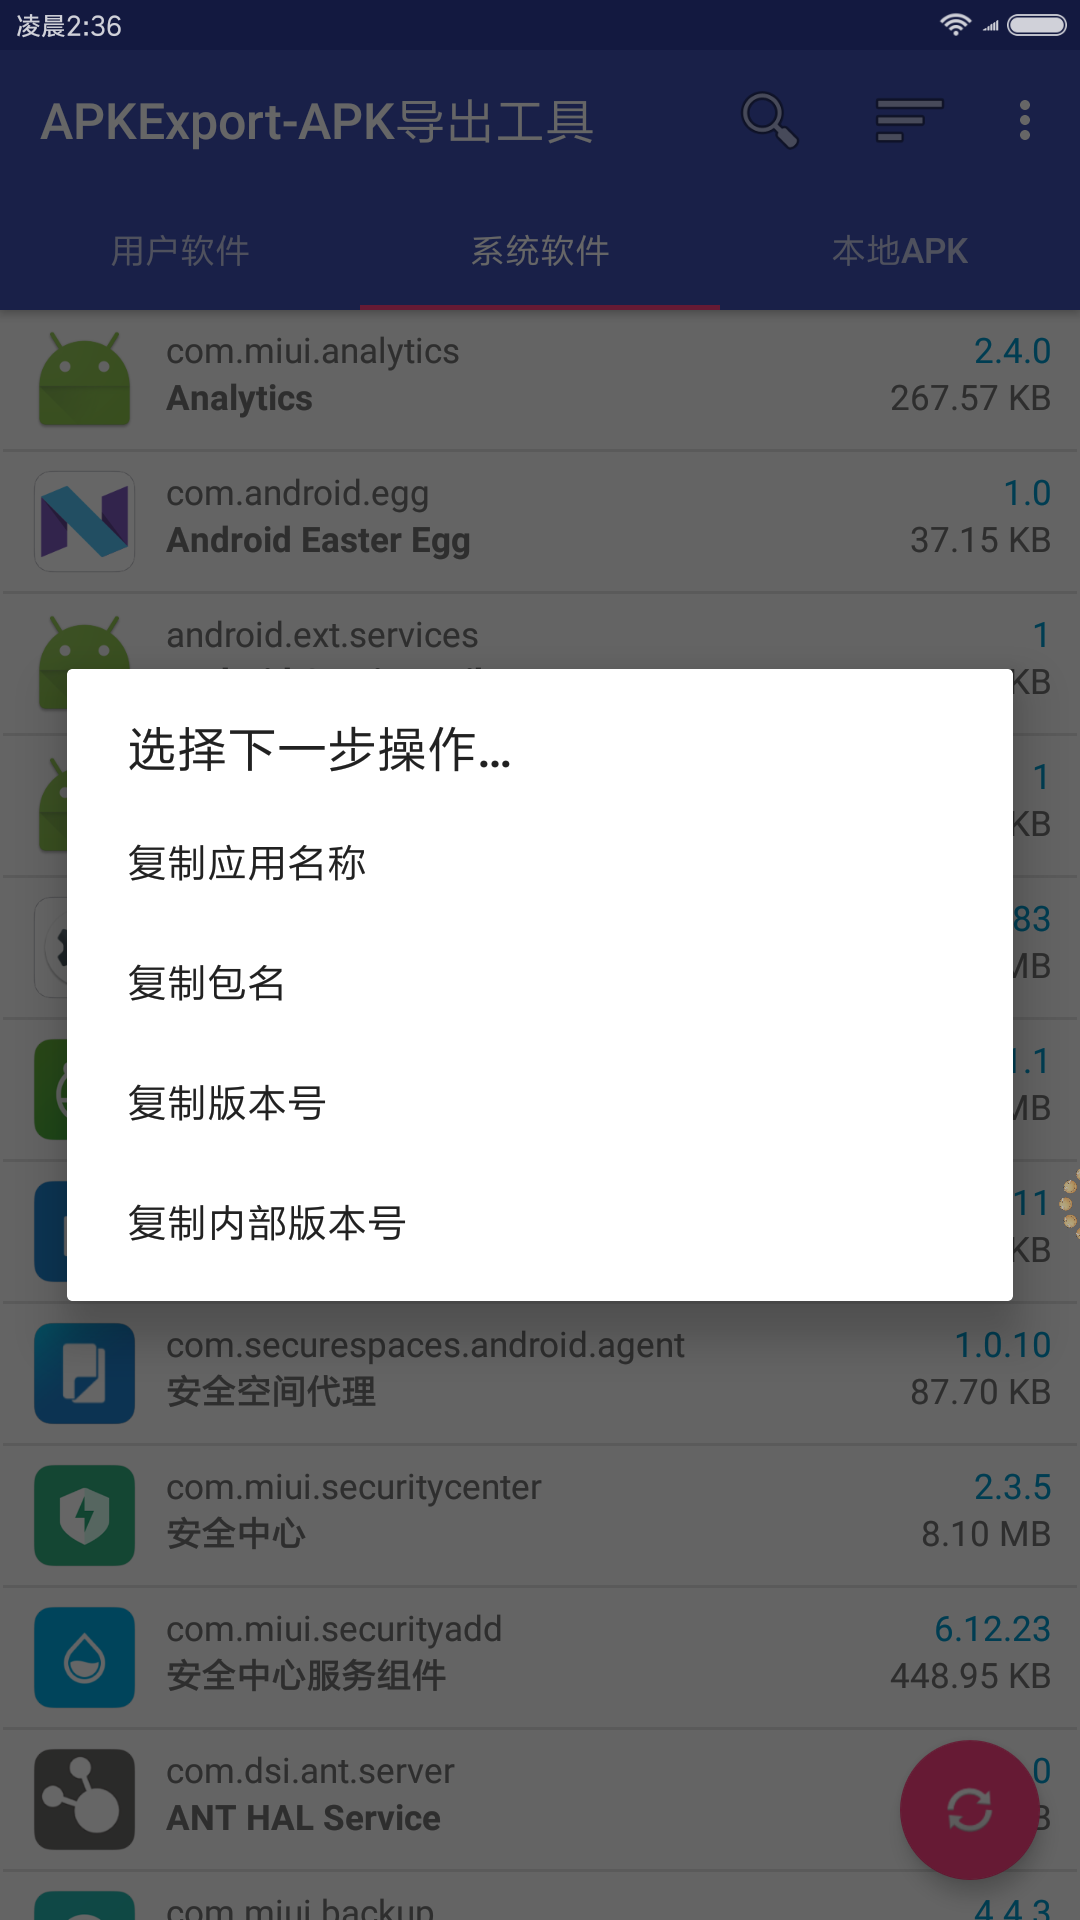 凌晨2:36
APKExport-APK导出工具
用户软件
系统软件
本地APK
com.miui.analytics
2.4.0
Analytics
267.57 KB
com.android.egg
1.0
Android Easter Egg
37.15 KB
android.ext.services
1
KB
选择下一步操作...
1
KB
复制应用名称
83
MB
复制包名
1.1
MB
复制版本号
11
KB
复制内部版本号
com.securespaces.android.agent
1.0.10
安全空间代理
87.70 KB
com.miui.securitycenter
2.3.5
安全中心
8.10 MB
com.miui.securityadd
6.12.23
安全中心服务组件
448.95 KB
com.dsi.ant.server
0
ANT HAL Service
B
com.miui.backup
4.4.3